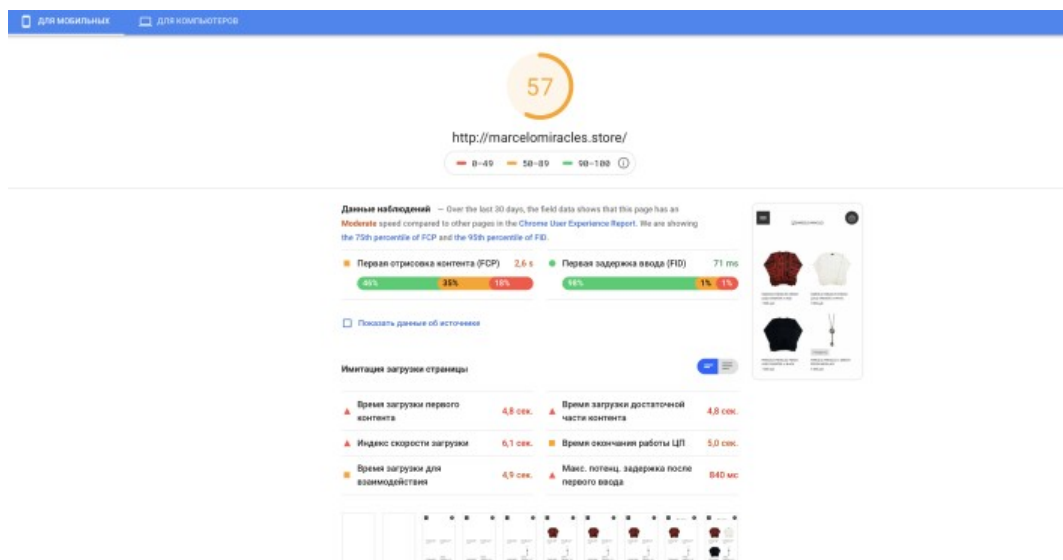 ДЛЯ МОБИЛЬНЫХ
ДЛЯ КОМПЬЮТЕРОВ
57
http://marcelomiracles.store/
0–49
50–89
90–100
Данные наблюдений — Over the last 30 days, the field data shows that this page has an
Moderate speed compared to other pages in the Chrome User Experience Report. We are showing
the 75th percentile of FCP and the 95th percentile of FID.
Первая отрисовка контента (FCP) 2,6 s
46% 35% 18%
Первая задержка ввода (FID) 71 ms
98% 1% 1%
Показать данные об источнике
Имитация загрузки страницы
Время загрузки первого
контента 4,8 сек.
Время загрузки достаточной
части контента 4,8 сек.
Индекс скорости загрузки 6,1 сек.
Время окончания работы ЦП 5,0 сек.
Время загрузки для
взаимодействия 4,9 сек.
Макс. потенц. задержка после
первого ввода 840 мс